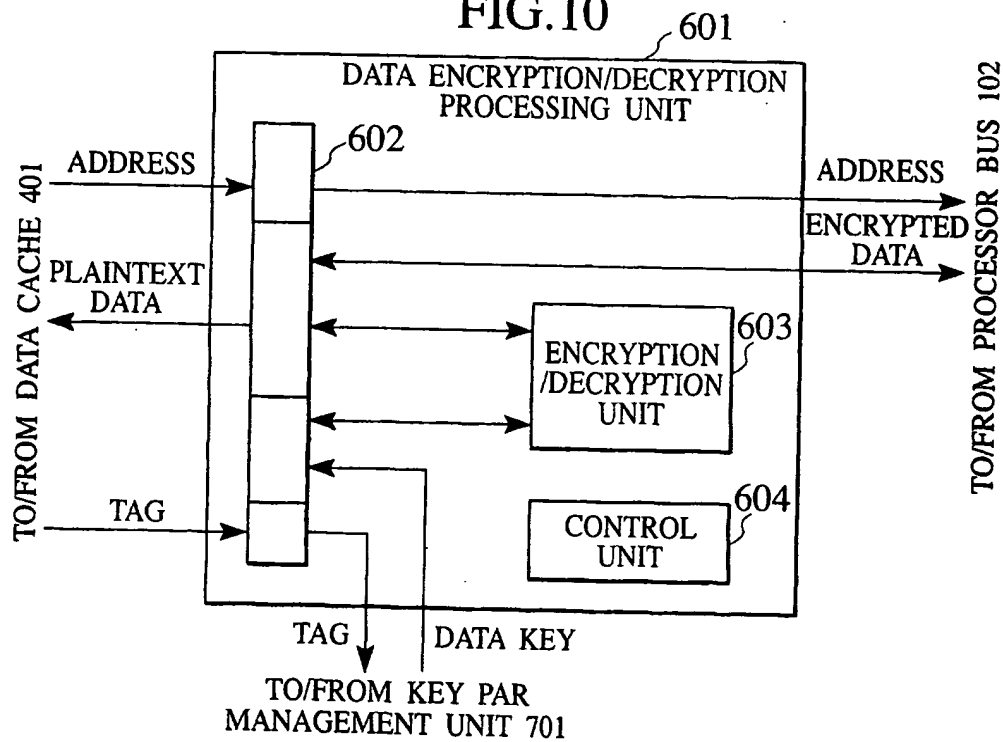 FIG.10
601
DATA ENCRYPTION/DECRYPTION
PROCESSING UNIT
602
ADDRESS
PLAINTEXT
DATA
TAG
TO/FROM DATA CACHE 401
ADDRESS
ENCRYPTED
DATA
TO/FROM PROCESSOR BUS 102
603
ENCRYPTION
/DECRYPTION
UNIT
604
CONTROL
UNIT
TAG
DATA KEY
TO/FROM KEY PAR
MANAGEMENT UNIT 701